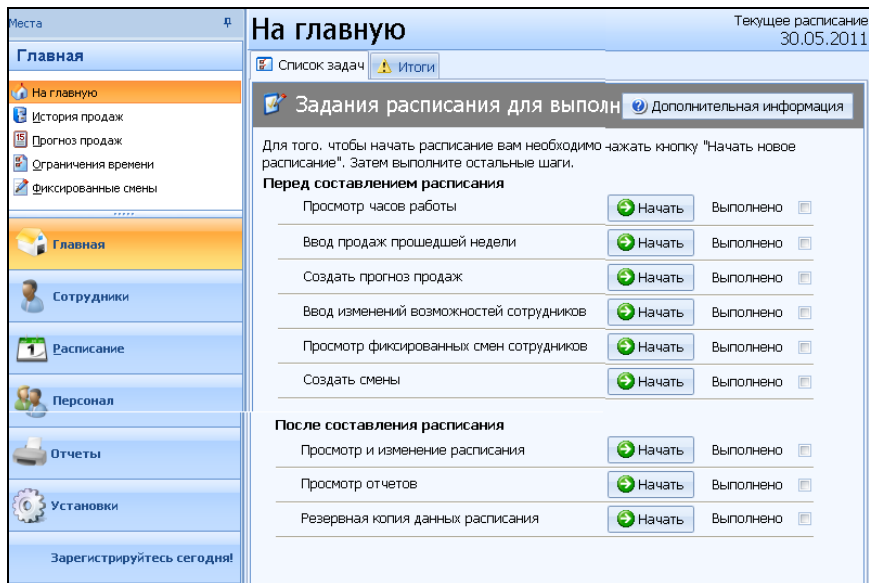 Места
Главная
На главную
История продаж
Прогноз продаж
Ограничения времени
Фиксированные смены
Главная
Сотрудники
Расписание
Персонал
Отчеты
Установки
Зарегистрируйтесь сегодня!
На главную
Текущее расписание
30.05.2011
Список задач
Итоги
Задания расписания для выполн
Дополнительная информация
Для того, чтобы начать расписание вам необходимо нажать кнопку "Начать новое
расписание". Затем выполните остальные шаги.
Перед составлением расписания
Просмотр часов работы Начать Выполнено
Ввод продаж прошедшей недели Начать Выполнено
Создать прогноз продаж Начать Выполнено
Ввод изменений возможностей сотрудников Начать Выполнено
Просмотр фиксированных смен сотрудников Начать Выполнено
Создать смены Начать Выполнено
После составления расписания
Просмотр и изменение расписания Начать Выполнено
Просмотр отчетов Начать Выполнено
Резервная копия данных расписания Начать Выполнено